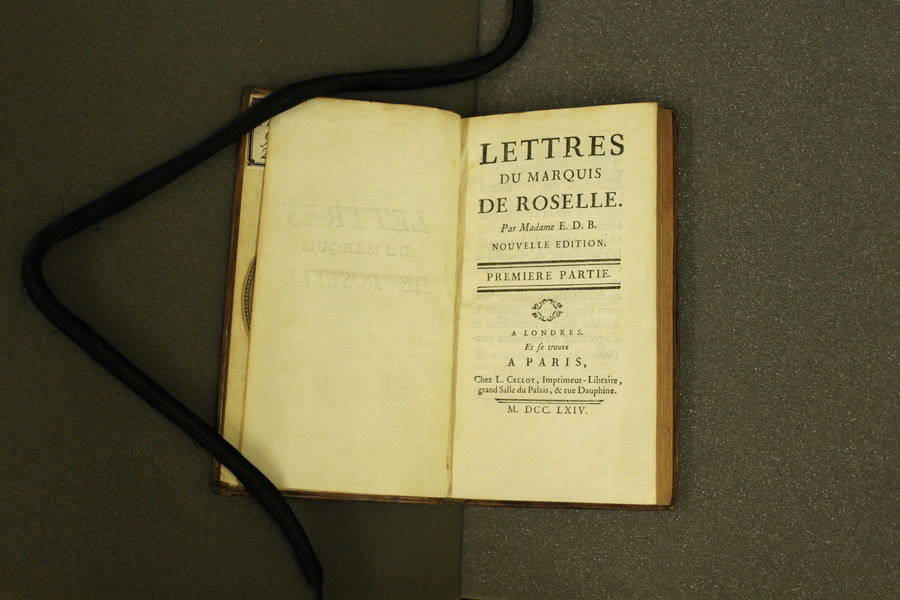 LETTRES
DU MARQUIS
DE ROSELLE.
Par Madame E. D. B.
NOUVELLE EDITION.
PREMIERE PARTIE.
A LONDRES.
Et se trouve
A PARIS,
Chez L. CELLOT, Imprimeur-Libraire,
grand Salle du Palais, & rue Dauphine.
M. DCC. LXIV.